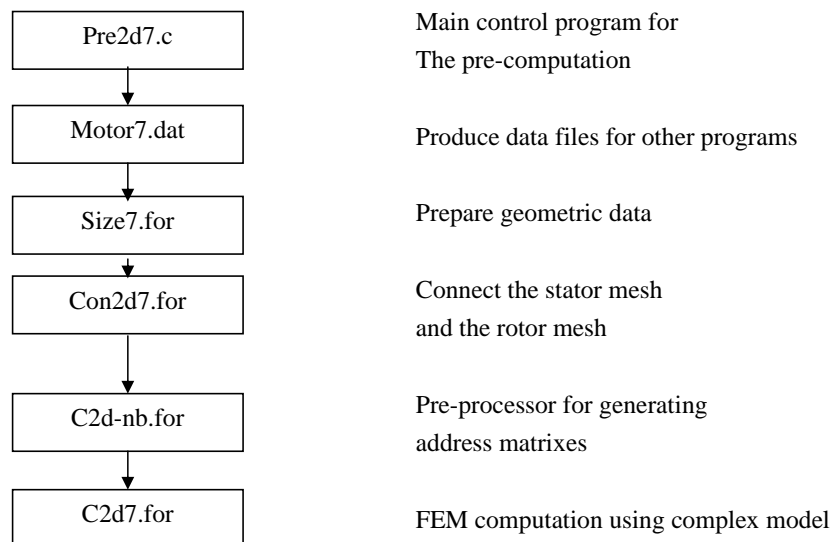 Pre2d7.c
Main control program for
The pre-computation
Motor7.dat
Produce data files for other programs
Size7.for
Prepare geometric data
Con2d7.for
Connect the stator mesh
and the rotor mesh
C2d-nb.for
Pre-processor for generating
address matrixes
C2d7.for
FEM computation using complex model